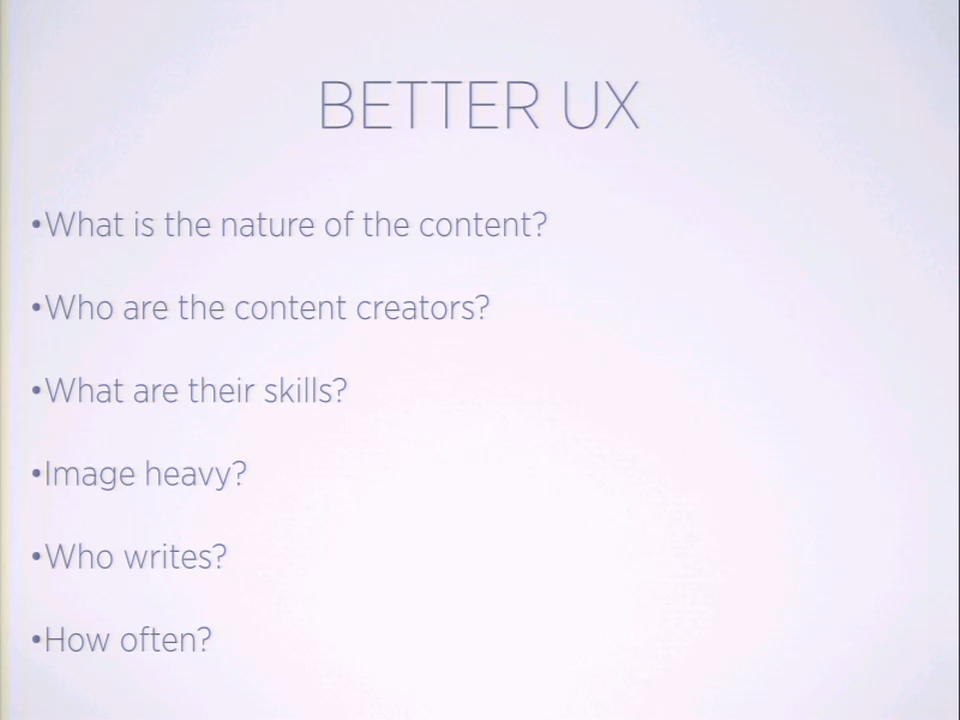 BETTER UX
•What is the nature of the content?
•Who are the content creators?
•What are their skills?
•Image heavy?
•Who writes?
•How often?